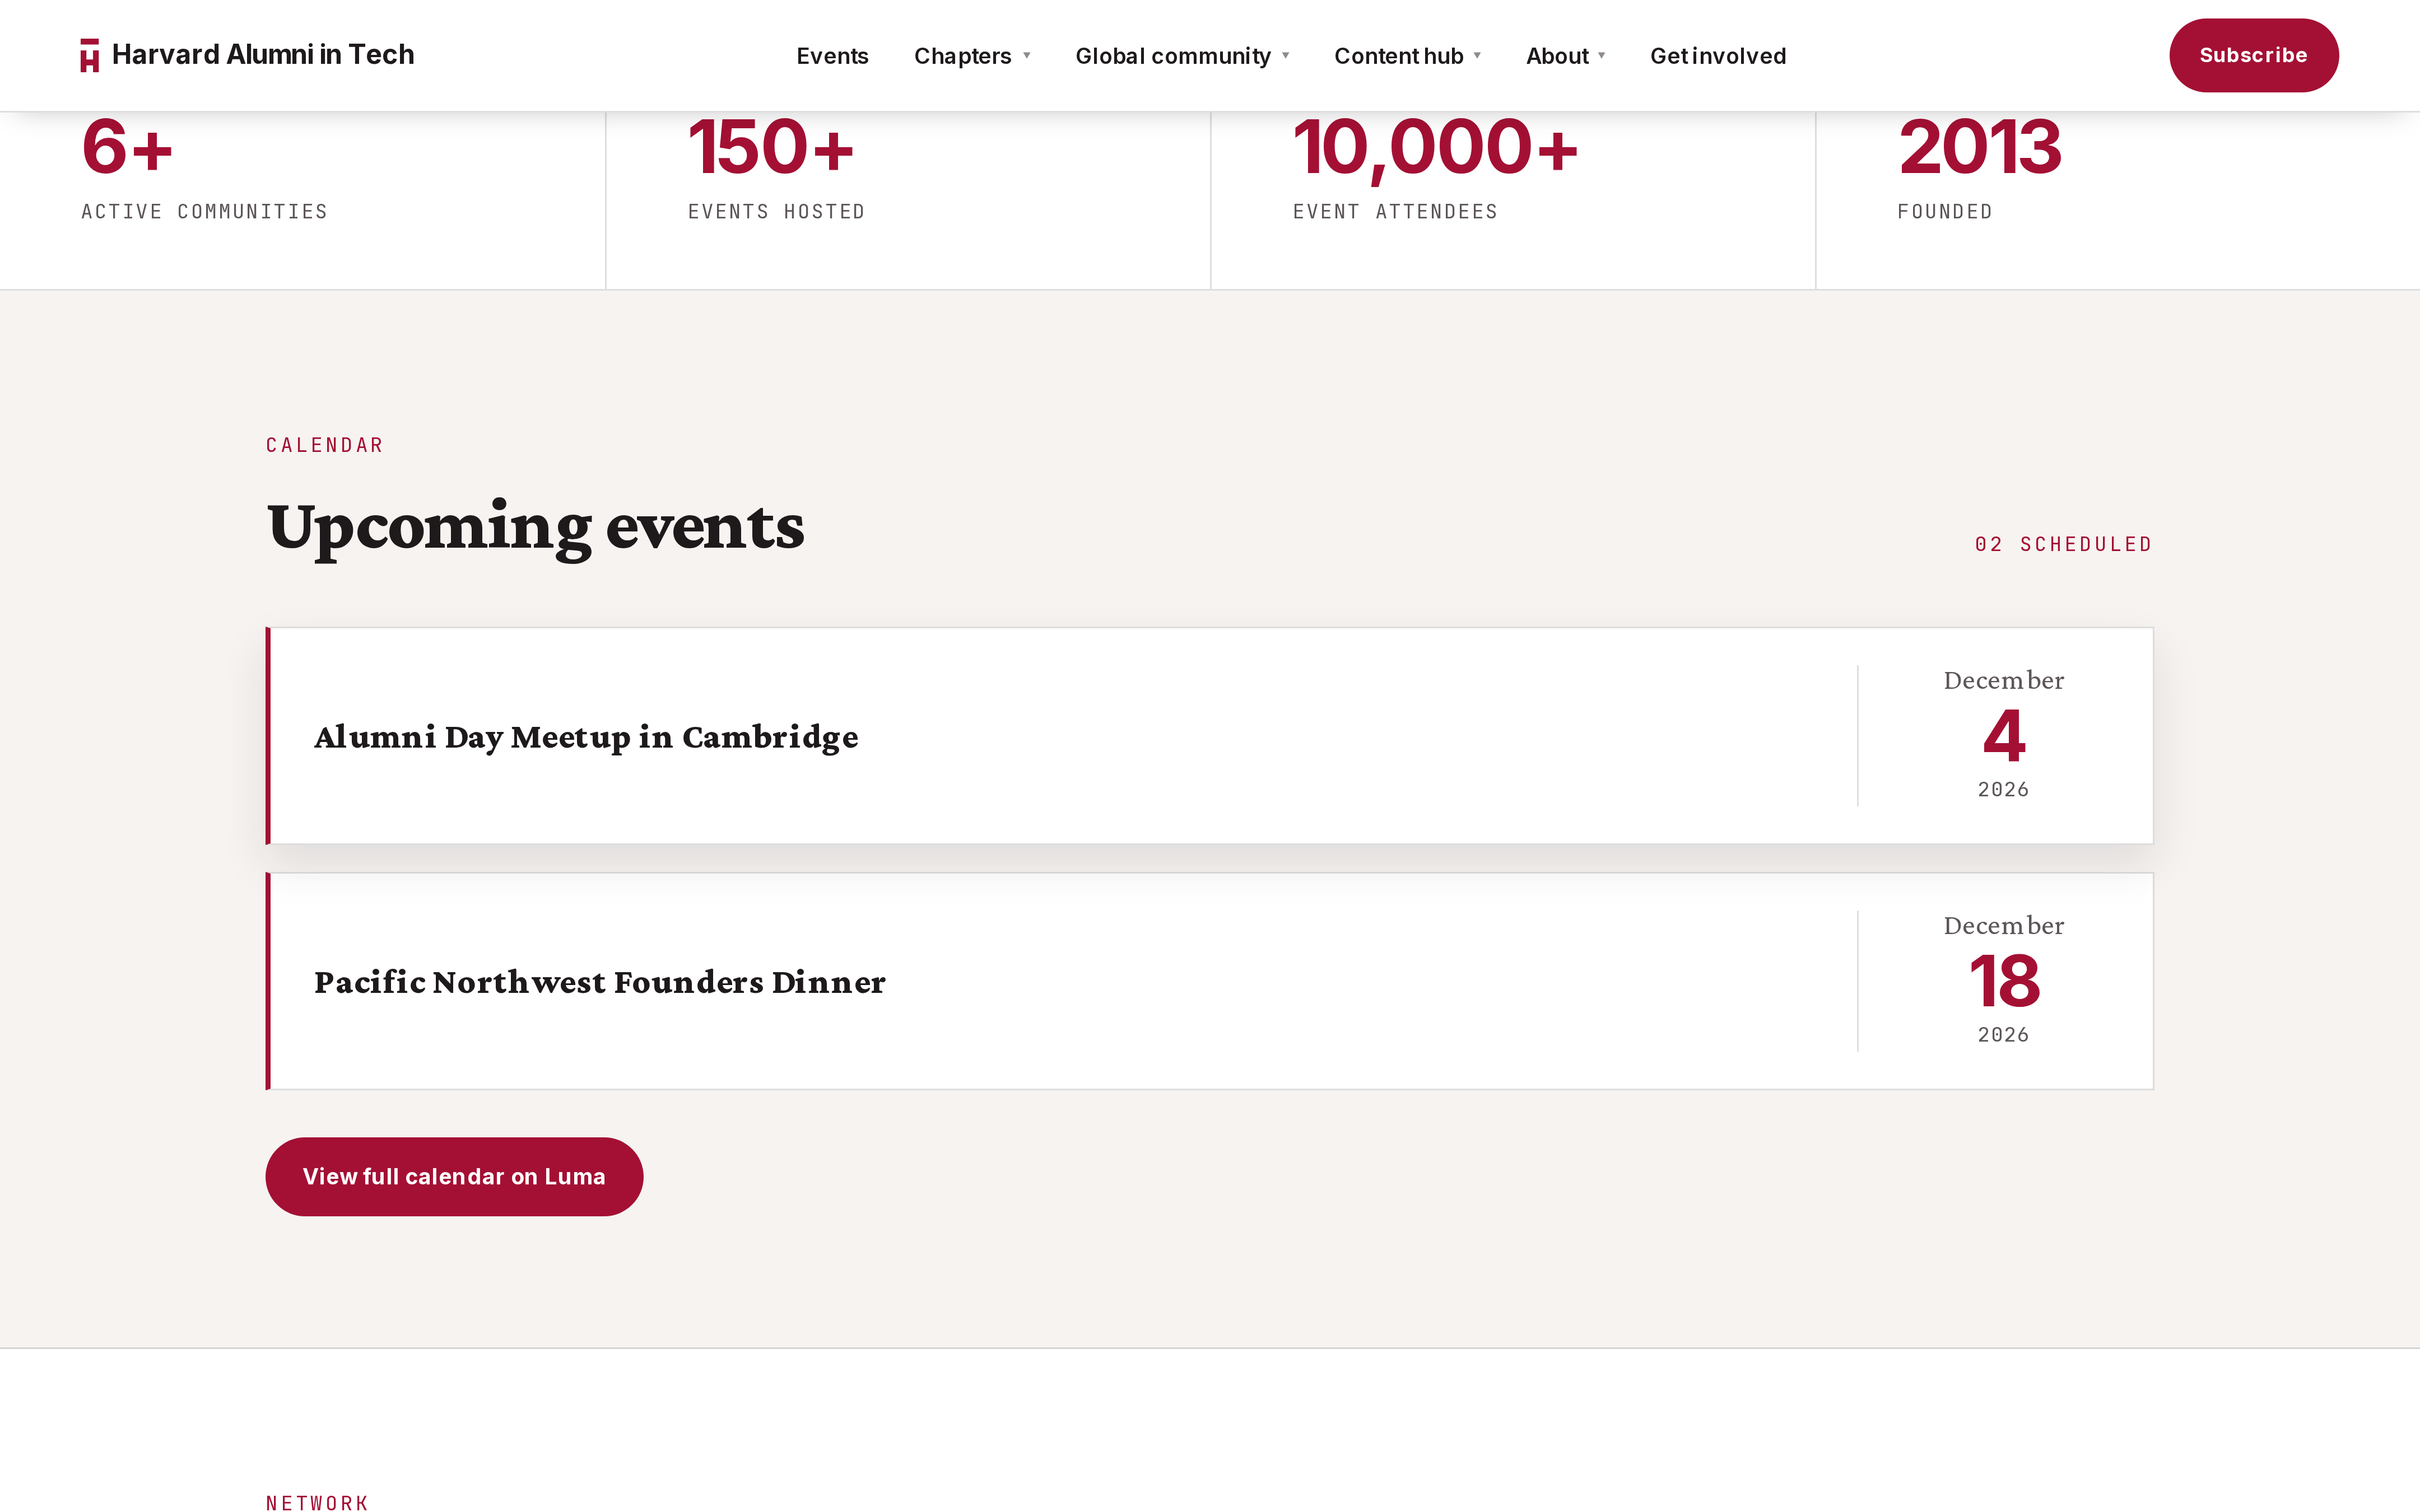 Harvard Alumni in Tech
Events
Chapters
Global community
Content hub
About
Get involved
Subscribe
6+
ACTIVE COMMUNITIES
150+
EVENTS HOSTED
10,000+
EVENT ATTENDEES
2013
FOUNDED
CALENDAR
Upcoming events
02 SCHEDULED
Alumni Day Meetup in Cambridge
December
4
2026
Pacific Northwest Founders Dinner
December
18
2026
View full calendar on Luma
NETWORK